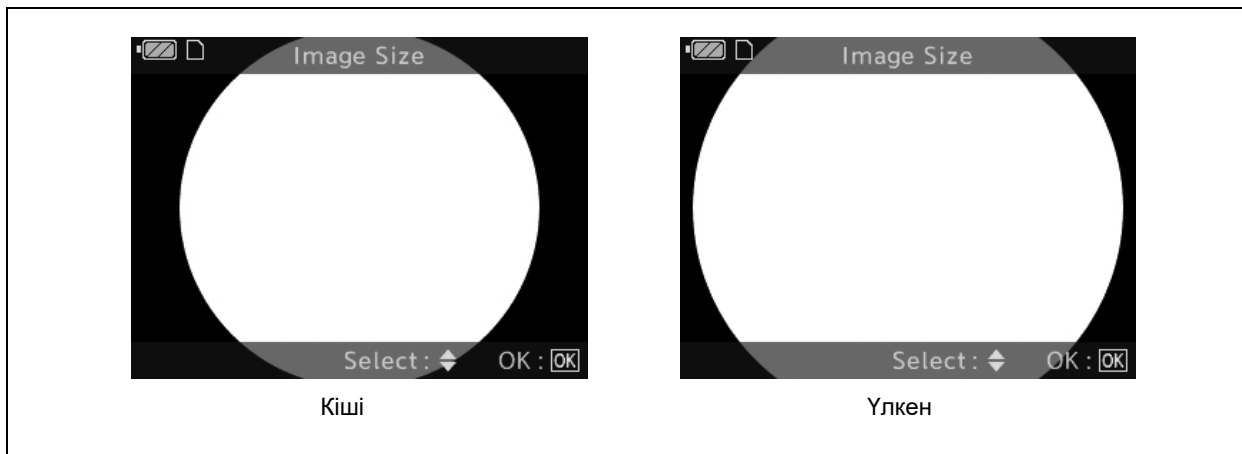 Image Size
Select: OK: OK
Кіші
Image Size
Select: OK: OK
Үлкен